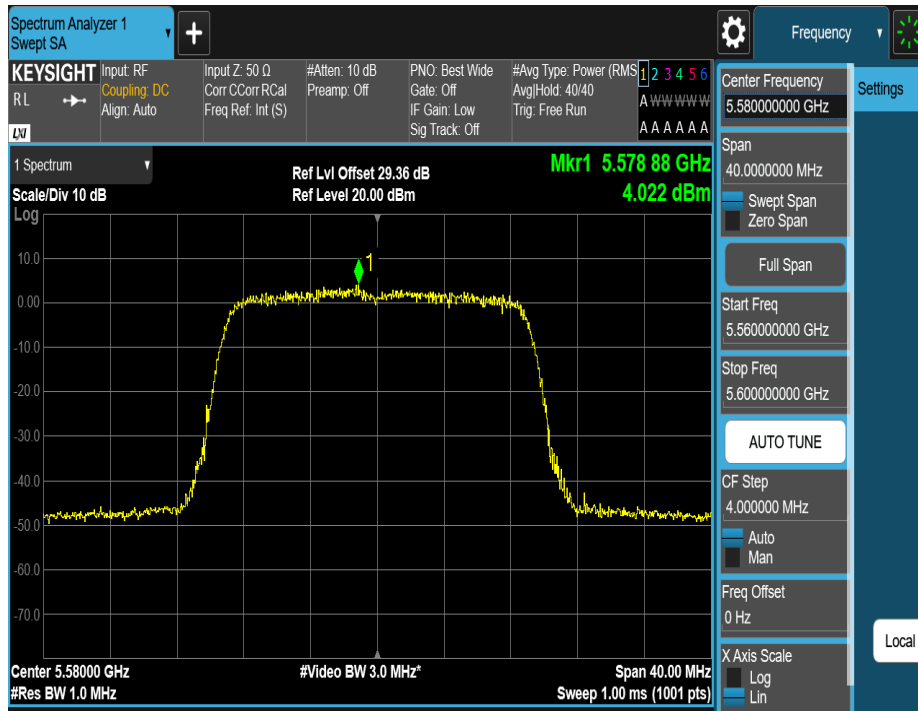 Spectrum Analyzer 1
Swept SA
+
Frequency
KEYSIGHT
R L
LXI
Input: RF
Coupling: DC
Align: Auto
Input Z: 50 Ω
Corr CCorr RCal
Freq Ref: Int (S)
#Atten: 10 dB
Preamp: Off
PNO: Best Wide
Gate: Off
IF Gain: Low
Sig Track: Off
#Avg Type: Power (RMS
Avg|Hold: 40/40
Trig: Free Run
1 2 3 4 5 6
A W W W W W
A A A A A A
1 Spectrum
Scale/Div 10 dB
Log
Ref Lvl Offset 29.36 dB
Ref Level 20.00 dBm
Mkr1 5.578 88 GHz
4.022 dBm
1
10.0
0.00
-10.0
-20.0
-30.0
-40.0
-50.0
-60.0
-70.0
Center 5.58000 GHz
#Res BW 1.0 MHz
#Video BW 3.0 MHz*
Span 40.00 MHz
Sweep 1.00 ms (1001 pts)
Center Frequency
5.580000000 GHz
Span
40.0000000 MHz
Swept Span
Zero Span
Full Span
Start Freq
5.560000000 GHz
Stop Freq
5.600000000 GHz
AUTO TUNE
CF Step
4.000000 MHz
Auto
Man
Freq Offset
0 Hz
X Axis Scale
Log
Lin
Settings
Local